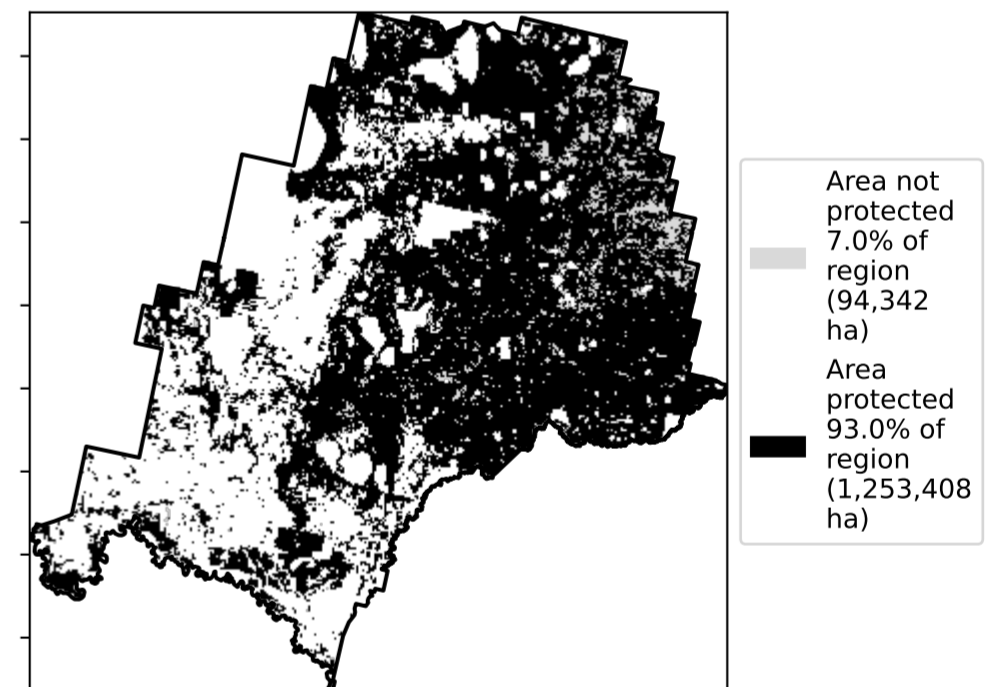 Area not
protected
7.0% of
region
(94,342
ha)
Area
protected
93.0% of
region
(1,253,408
ha)